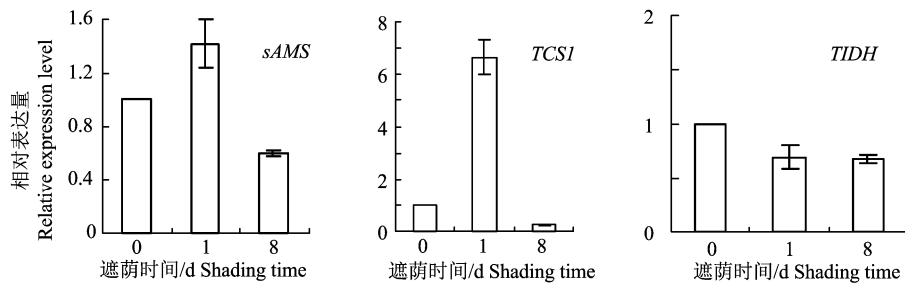 相对表达量
Relative expression level
1.6
1.2
0.8
0.4
0
sAMS
0 1 8
遮荫时间/d Shading time
8
6
4
2
0
TCS1
0 1 8
遮荫时间/d Shading time
2
1
0
TIDH
0 1 8
遮荫时间/d Shading time